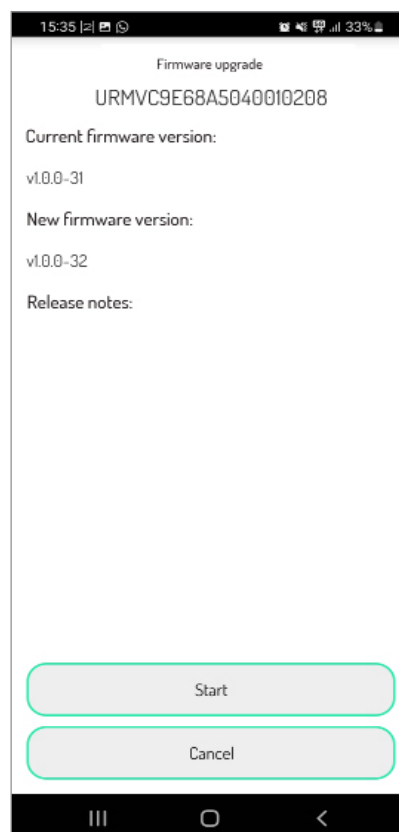 15:35
33%
Firmware upgrade
URMVC9E68A5040010208
Current firmware version:
v1.0.0-31
New firmware version:
v1.0.0-32
Release notes:
Start
Cancel